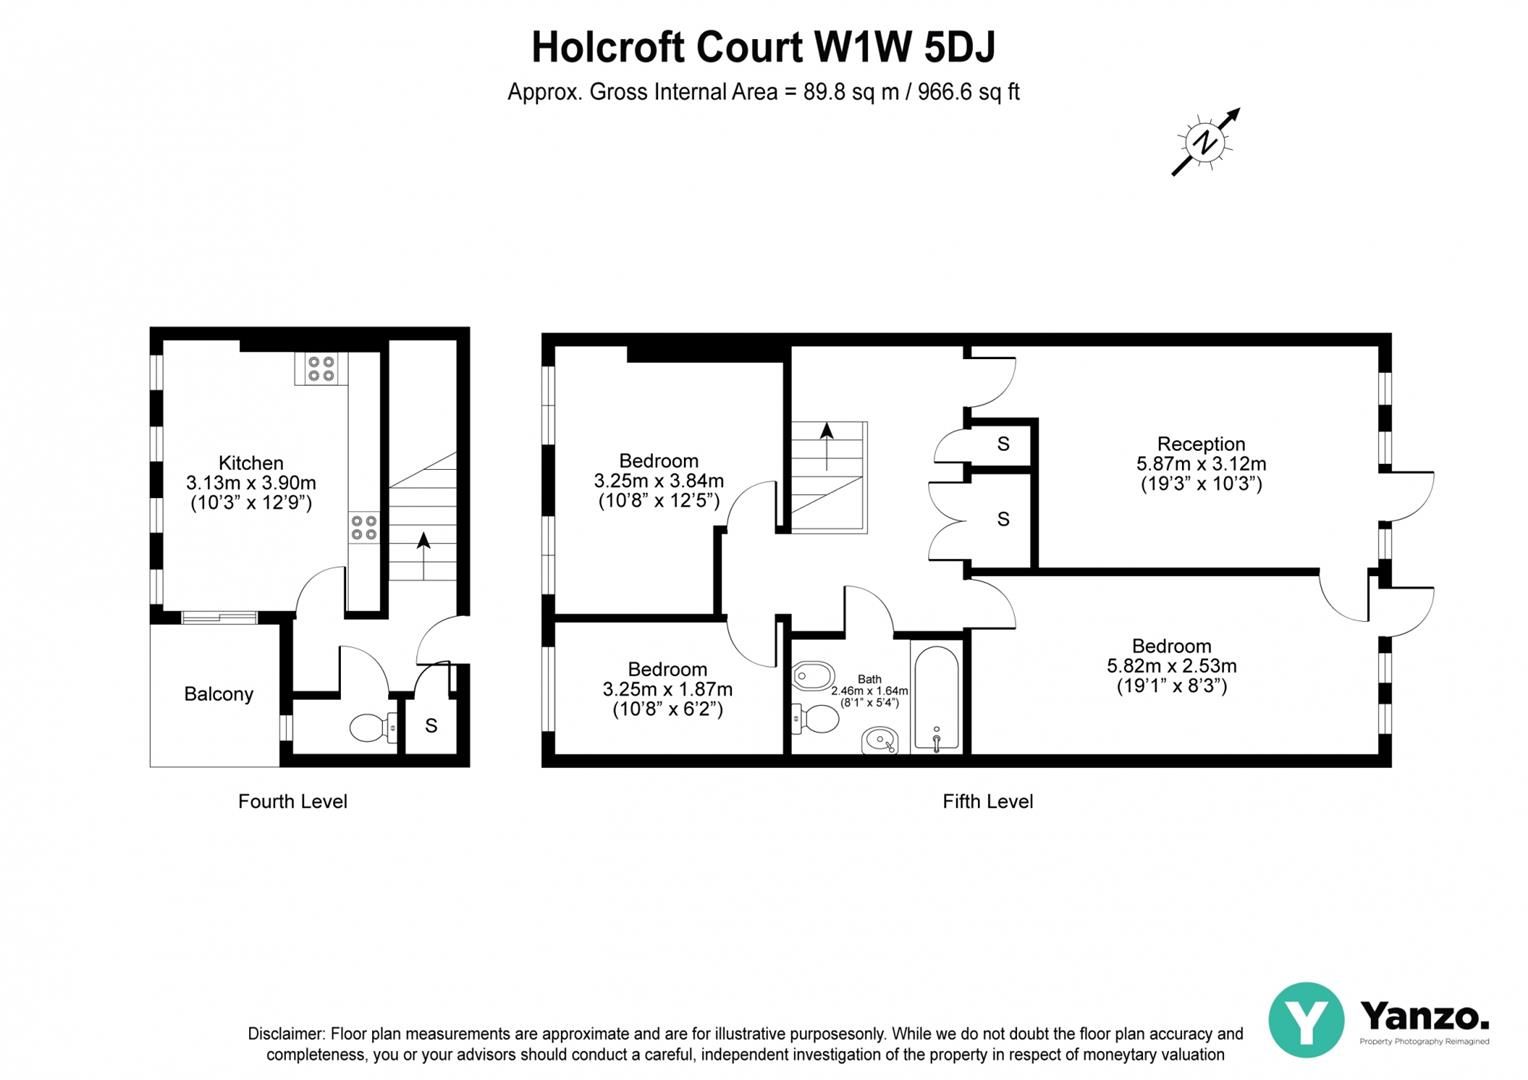 Holcroft Court W1W 5DJ
Approx. Gross Internal Area = 89.8 sq m / 966.6 sq ft
N
Kitchen
3.13m x 3.90m
(10'3" x 12'9")
Balcony
S
Fourth Level
Bedroom
3.25m x 3.84m
(10'8" x 12'5")
Bedroom
3.25m x 1.87m
(10'8" x 6'2")
Bath
2.46m x 1.64m
(8'1" x 5'4")
S
S
Reception
5.87m x 3.12m
(19'3" x 10'3")
Bedroom
5.82m x 2.53m
(19'1" x 8'3")
Fifth Level
Disclaimer: Floor plan measurements are approximate and are for illustrative purposesonly. While we do not doubt the floor plan accuracy and
completeness, you or your advisors should conduct a careful, independent investigation of the property in respect of moneytary valuation
Y
Yanzo.
Property Photography Reimagined